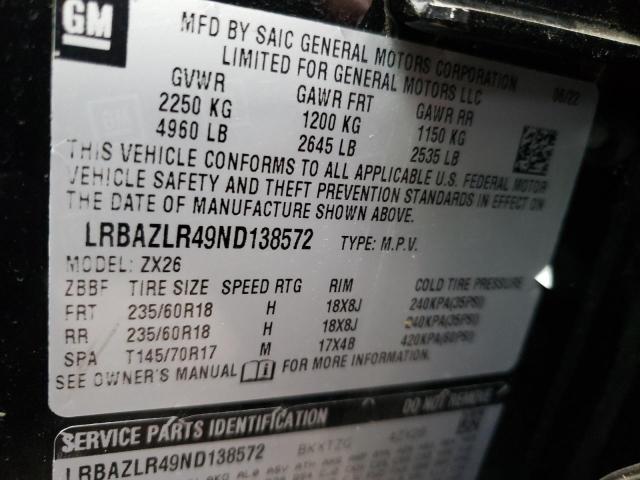 GM
MFD BY SAIC GENERAL MOTORS CORPORATION
LIMITED FOR GENERAL MOTORS LLC
GVWR GAWR FRT GAWR RR 06/22
2250 KG 1200 KG 1150 KG
4960 LB 2645 LB 2535 LB
THIS VEHICLE CONFORMS TO ALL APPLICABLE U.S. FEDERAL MOTOR
VEHICLE SAFETY AND THEFT PREVENTION STANDARDS IN EFFECT ON
THE DATE OF MANUFACTURE SHOWN ABOVE.
LRBAZLR49ND138572 TYPE: M.P.V.
MODEL: ZX26
ZBBF TIRE SIZE SPEED RTG RIM COLD TIRE PRESSURE
FRT 235/60R18 H 18X8J 240KPA(35PSI)
RR 235/60R18 H 18X8J 240KPA(35PSI)
SPA T145/70R17 M 17X4B 420KPA(60PSI)
SEE OWNER'S MANUAL FOR MORE INFORMATION
SERVICE PARTS IDENTIFICATION DO NOT REMOVE
LRBAZLR49ND138572 BKXTZG 4ZX26